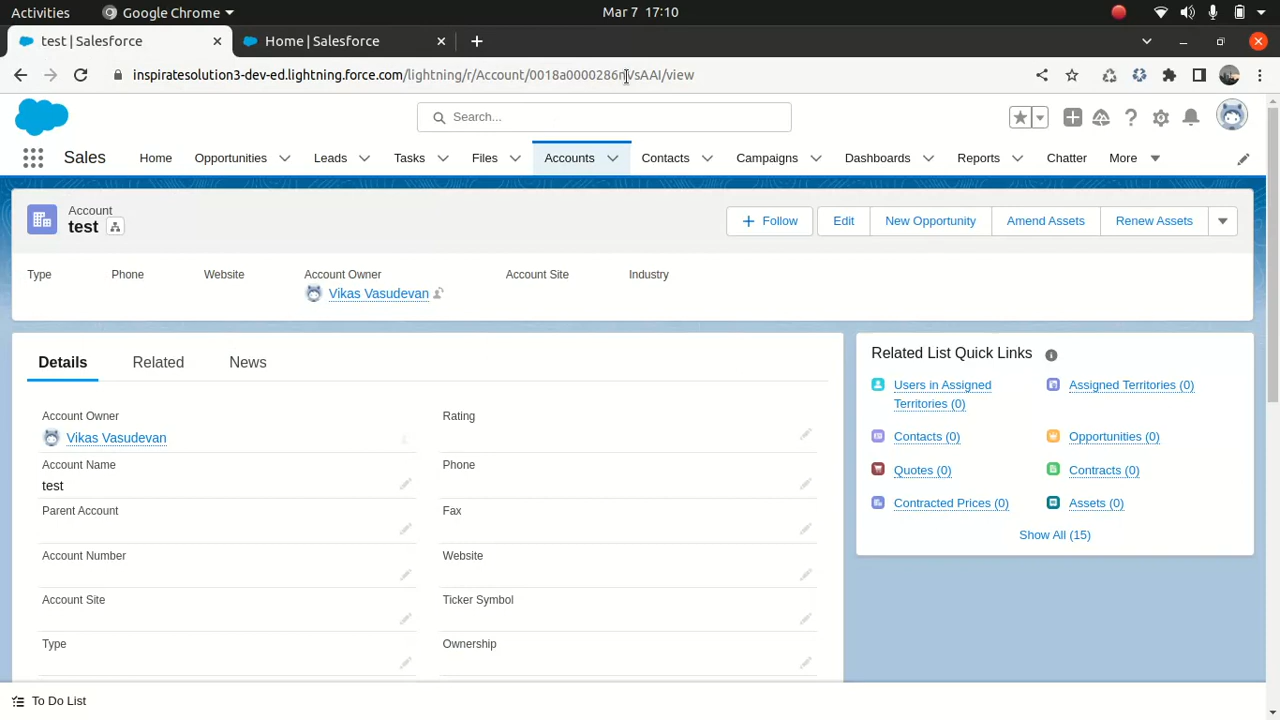 Activities Google Chrome Mar 7 17:10
test | Salesforce Home | Salesforce
inspiratesolution3-dev-ed.lightning.force.com/lightning/r/Account/0018a0000286nVsAAI/view
Search...
Sales Home Opportunities Leads Tasks Files Accounts Contacts Campaigns Dashboards Reports Chatter More
Account
test
Follow Edit New Opportunity Amend Assets Renew Assets
Type Phone Website Account Owner Account Site Industry
Vikas Vasudevan
Details Related News
Account Owner Rating
Vikas Vasudevan
Account Name Phone
test
Parent Account Fax
Account Number Website
Account Site Ticker Symbol
Type Ownership
Related List Quick Links
Users in Assigned Assigned Territories (0)
Territories (0)
Contacts (0) Opportunities (0)
Quotes (0) Contracts (0)
Contracted Prices (0) Assets (0)
Show All (15)
To Do List